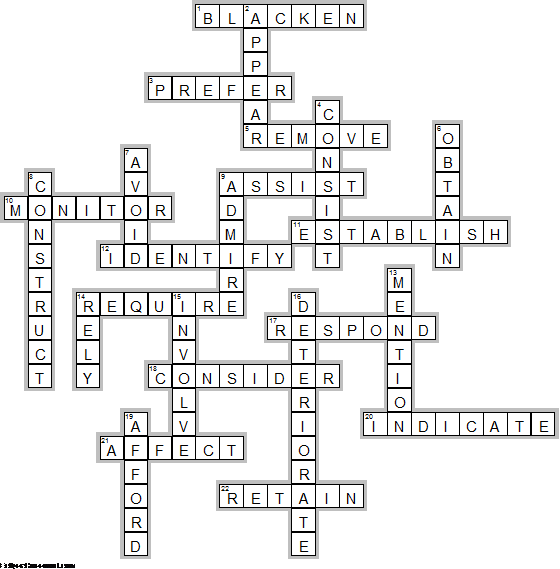 1 BLACKEN
2 APPEAR
3 PREFER
4 CONSIST
5 REMOVE
6 OBTAIN
7 AVOID
8 CONSTRUCT
9 ASSIST
ADMIRE
10 MONITOR
11 ESTABLISH
12 IDENTIFY
13 MENTION
14 REQUIRE
RELY
15 INVOLVE
16 DETERIORATE
17 RESPOND
18 CONSIDER
19 AFFORD
20 INDICATE
21 AFFECT
22 RETAIN